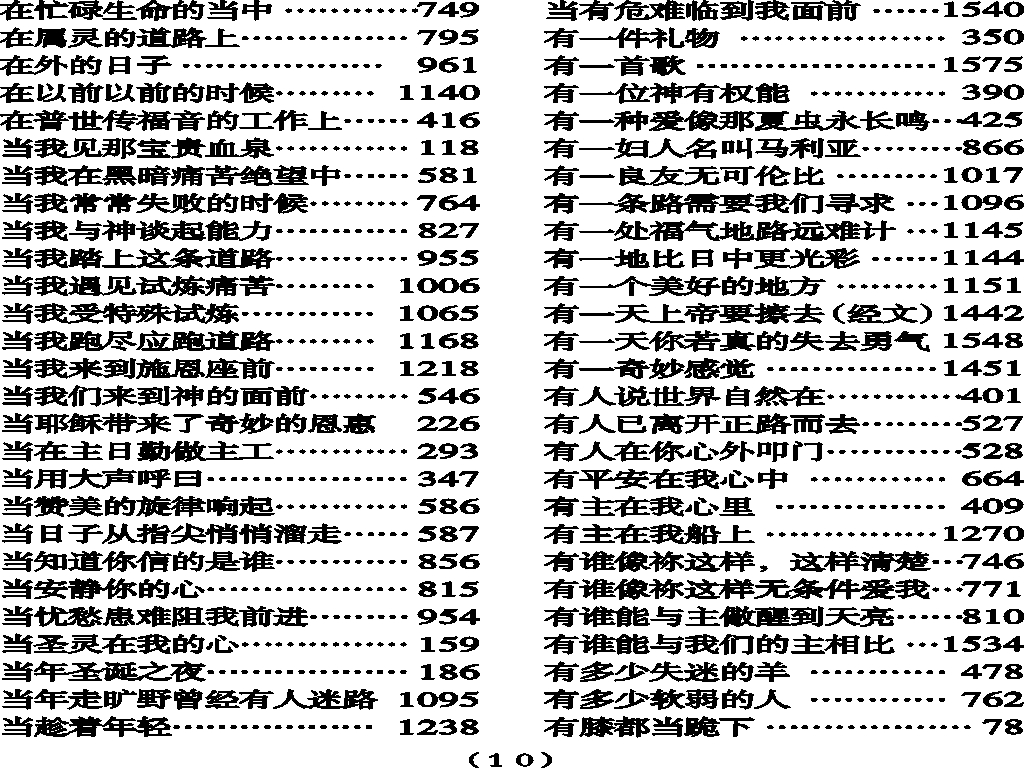 在忙碌生命的当中 …………749
在属灵的道路上…………… 795
在外的日子 ……………… 961
在以前以前的时候……… 1140
在普世传福音的工作上…… 416
当我见那宝贵血泉………… 118
当我在黑暗痛苦绝望中…… 581
当我常常失败的时候……… 764
当我与神谈起能力………… 827
当我踏上这条道路………… 955
当我遇见试炼痛苦……… 1006
当我受特殊试炼………… 1065
当我跑尽应跑道路……… 1168
当我来到施恩座前……… 1218
当我们来到神的面前……… 546
当耶稣带来了奇妙的恩惠 226
当在主日勤做主工………… 293
当用大声呼曰……………… 347
当赞美的旋律响起………… 586
当日子从指尖悄悄溜走…… 587
当知道你信的是谁………… 856
当安静你的心……………… 815
当忧愁患难阻我前进……… 954
当圣灵在我的心…………… 159
当年圣诞之夜……………… 186
当年走旷野曾经有人迷路 1095
当趁着年轻……………… 1238
当有危难临到我面前 ……1540
有一件礼物 ……………… 350
有一首歌 …………………1575
有一位神有权能 ………… 390
有一种爱像那夏虫永长鸣…425
有一妇人名叫马利亚………866
有一良友无可伦比 ………1017
有一条路需要我们寻求 …1096
有一处福气地路远难计 …1145
有一地比日中更光彩 ……1144
有一个美好的地方 ………1151
有一天上帝要擦去(经文) 1442
有一天你若真的失去勇气 1548
有一奇妙感觉 ……………1451
有人说世界自然在…………401
有人已离开正路而去………527
有人在你心外叩门…………528
有平安在我心中 ………… 664
有主在我心里 …………… 409
有主在我船上 ……………1270
有谁像祢这样，这样清楚…746
有谁像祢这样无条件爱我…771
有谁能与主儆醒到天亮……810
有谁能与我们的主相比 …1534
有多少失迷的羊 ………… 478
有多少软弱的人 ………… 762
有膝都当跪下 ……………… 78
(10)